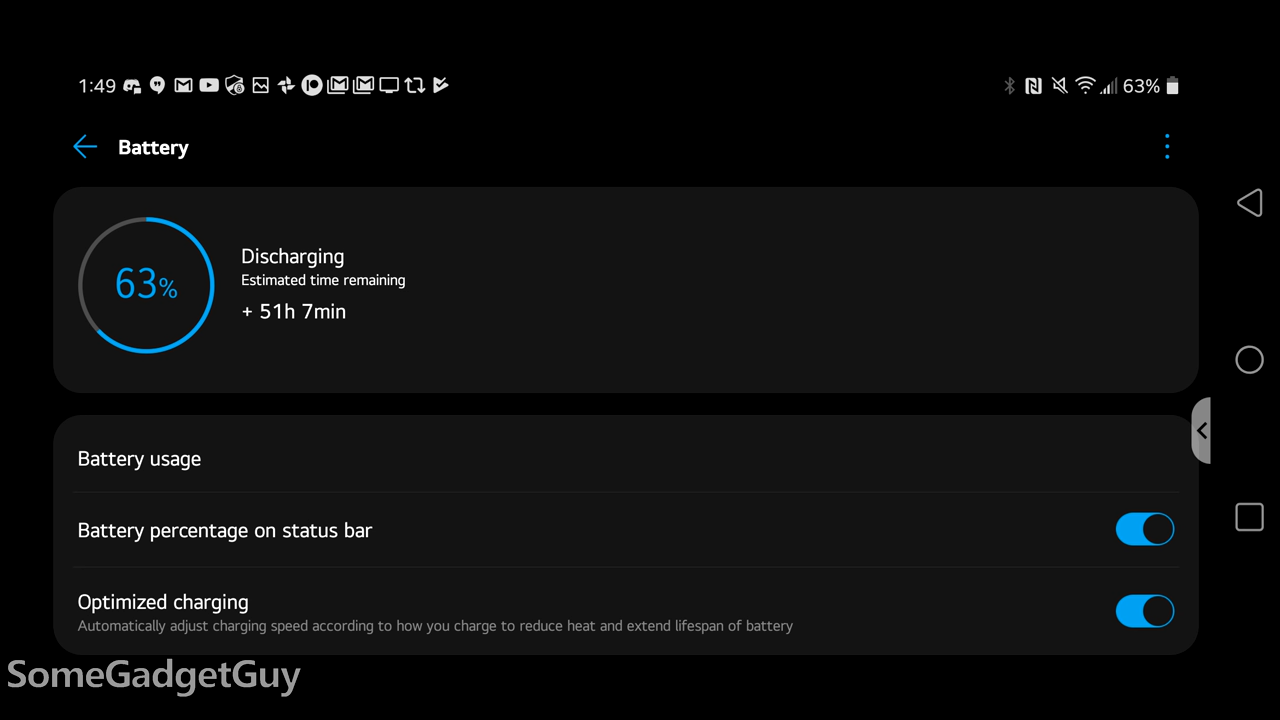 1:49
63%
Battery
63%
Discharging
Estimated time remaining
+ 51h 7min
Battery usage
Battery percentage on status bar
Optimized charging
Automatically adjust charging speed according to how you charge to reduce heat and extend lifespan of battery
SomeGadgetGuy